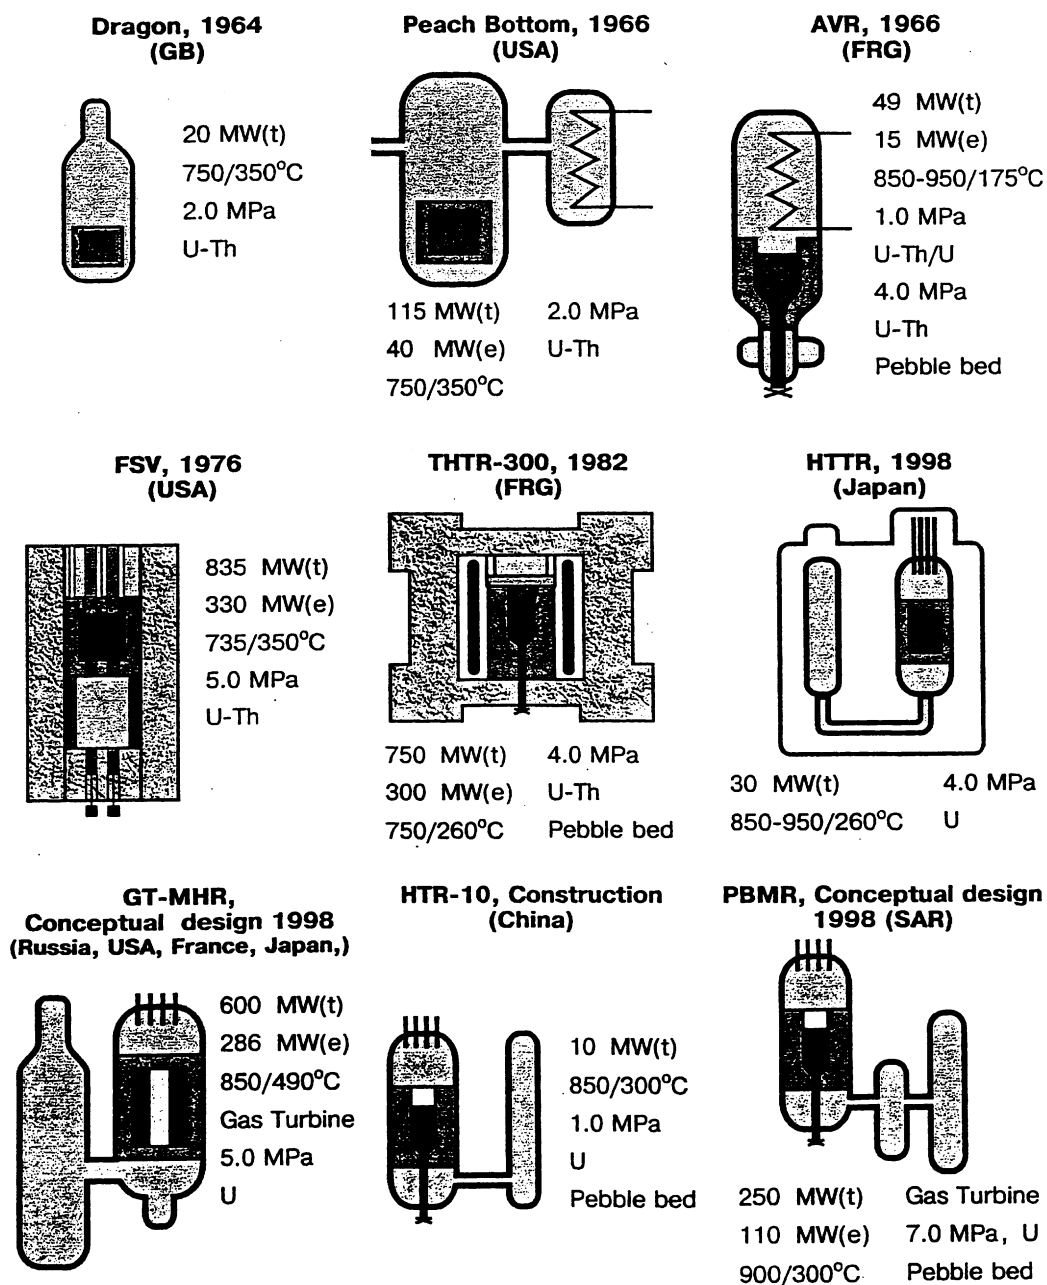 Dragon, 1964
(GB)
20 MW(t)
750/350°C
2.0 MPa
U-Th
Peach Bottom, 1966
(USA)
115 MW(t)
40 MW(e)
750/350°C
2.0 MPa
U-Th
AVR, 1966
(FRG)
49 MW(t)
15 MW(e)
850-950/175°C
1.0 MPa
U-Th/U
4.0 MPa
U-Th
Pebble bed
FSV, 1976
(USA)
835 MW(t)
330 MW(e)
735/350°C
5.0 MPa
U-Th
THTR-300, 1982
(FRG)
750 MW(t)
300 MW(e)
750/260°C
4.0 MPa
U-Th
Pebble bed
HTTR, 1998
(Japan)
30 MW(t)
850-950/260°C
4.0 MPa
U
GT-MHR,
Conceptual design 1998
(Russia, USA, France, Japan,)
600 MW(t)
286 MW(e)
850/490°C
Gas Turbine
5.0 MPa
U
HTR-10, Construction
(China)
10 MW(t)
850/300°C
1.0 MPa
U
Pebble bed
PBMR, Conceptual design
1998 (SAR)
250 MW(t)
110 MW(e)
900/300°C
Gas Turbine
7.0 MPa, U
Pebble bed